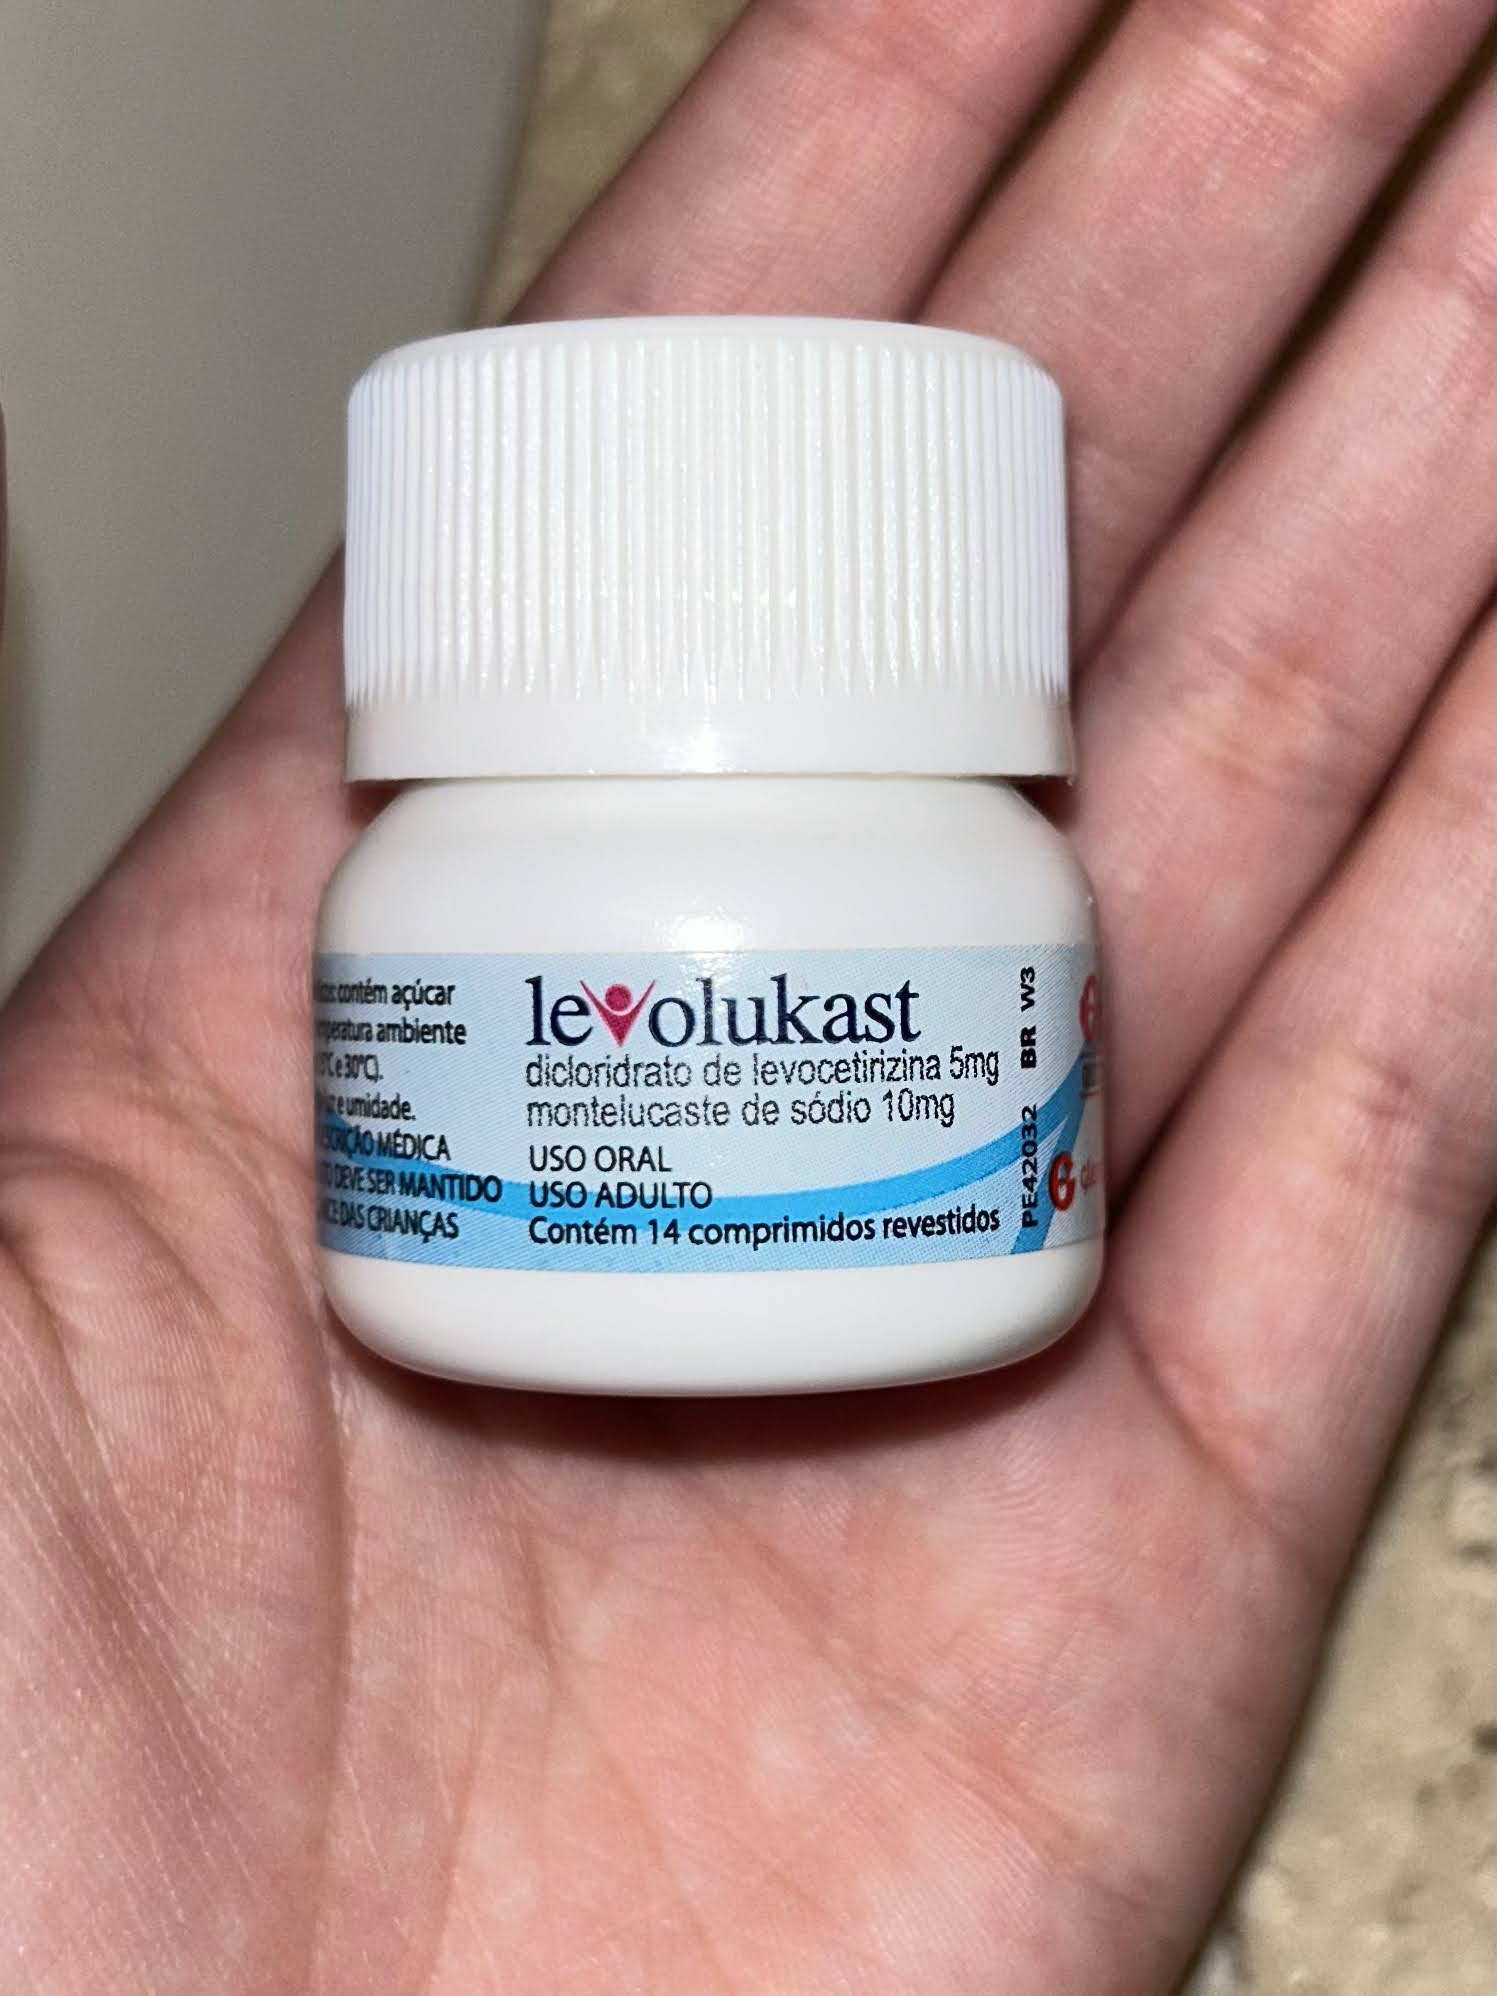 contém açúcar
ambiente
e 30°C).
e umidade.
MÉDICA
DEVE SER MANTIDO
DAS CRIANÇAS
levolukast
dicloridrato de levocetirizina 5mg
montelucaste de sódio 10mg
USO ORAL
USO ADULTO
Contém 14 comprimidos revestidos
PE42032 BR W3